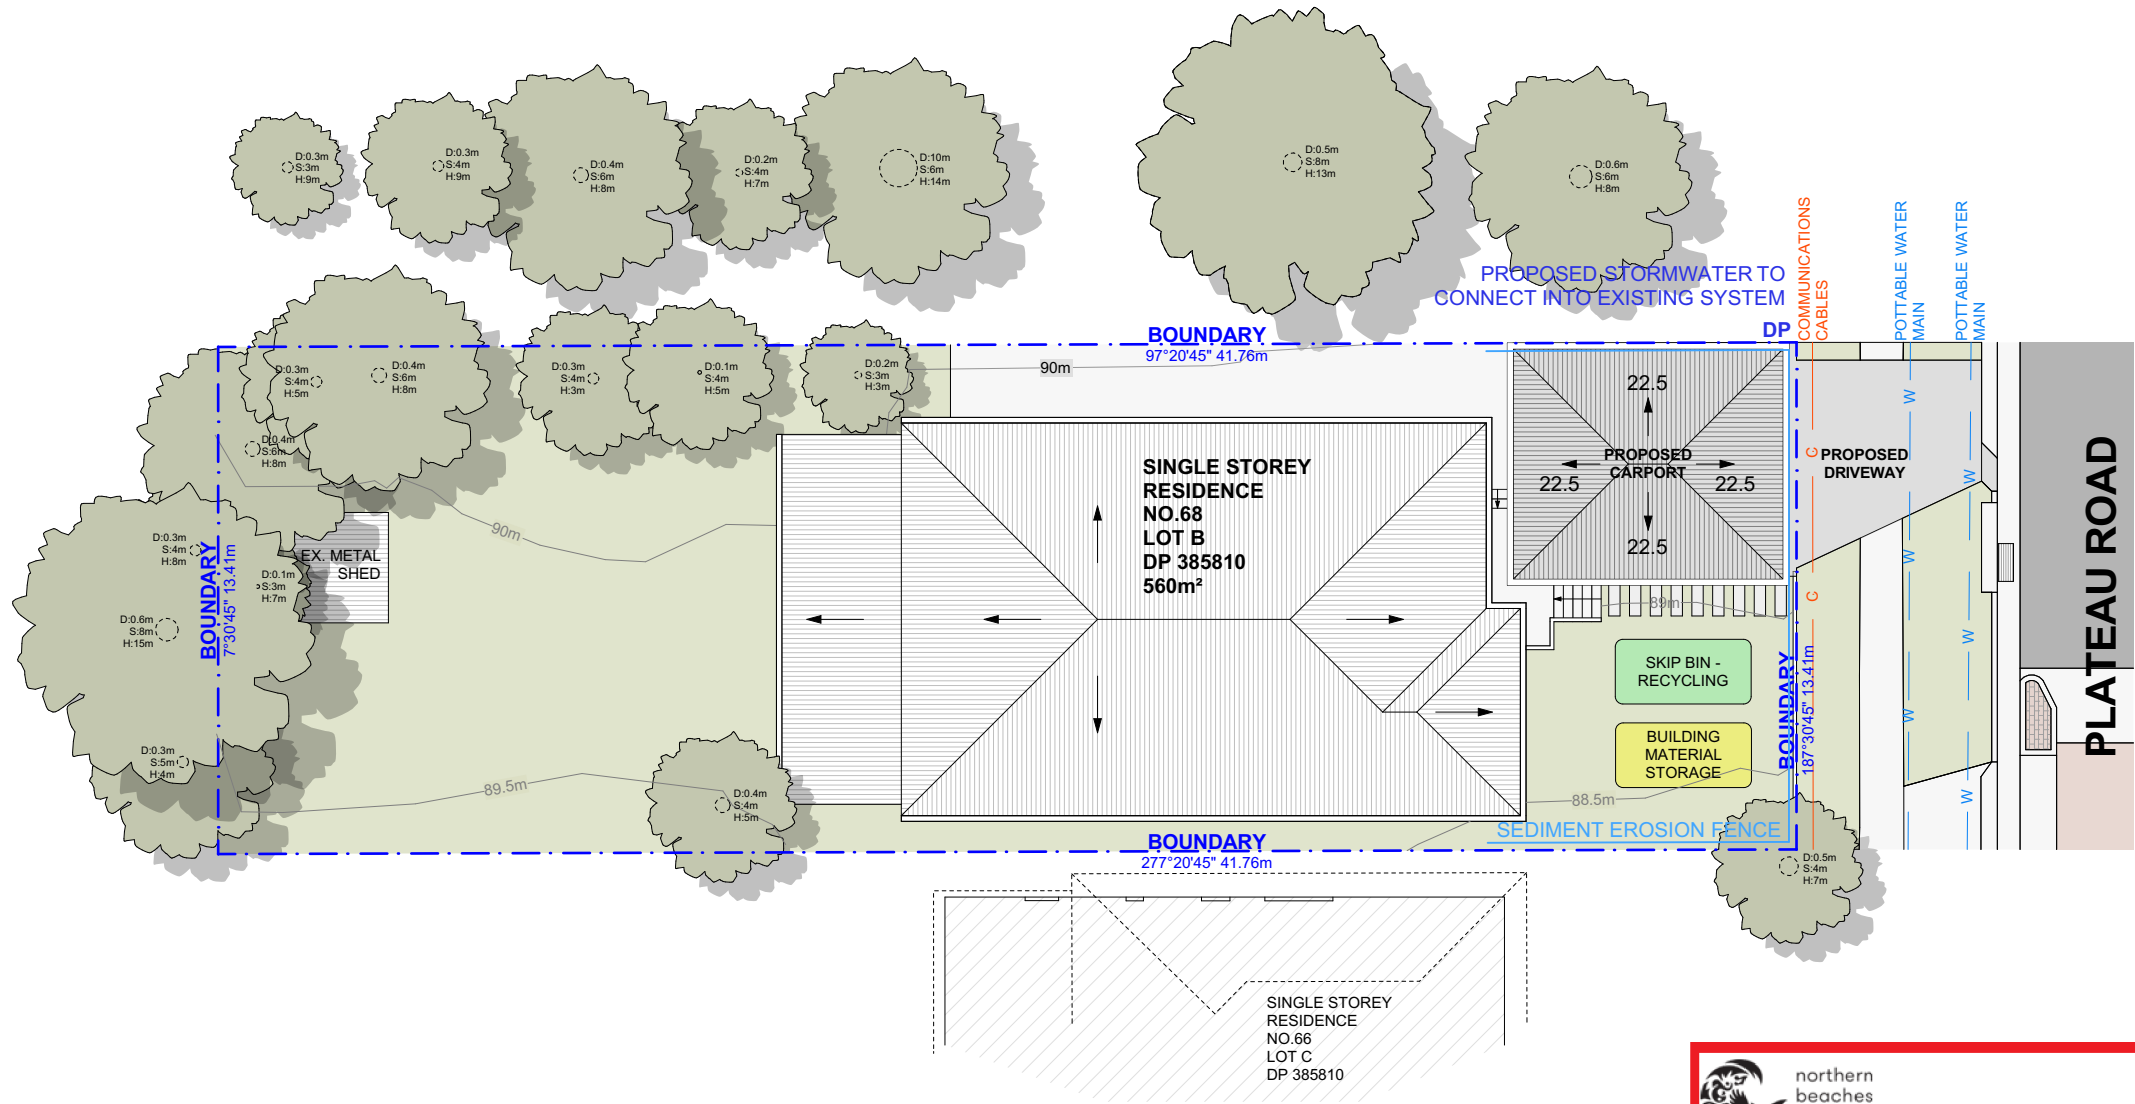 D:0.3m
S:3m
H:9m
D:0.3m
S:4m
H:9m
D:0.4m
S:6m
H:8m
D:0.2m
S:4m
H:7m
D:10m
S:6m
H:14m
D:0.5m
S:8m
H:13m
D:0.6m
S:6m
H:8m
PROPOSED STORMWATER TO
CONNECT INTO EXISTING SYSTEM
DP
COMMUNICATIONS
CABLES
POTTABLE WATER
MAIN
POTTABLE WATER
MAIN
BOUNDARY
97°20'45" 41.76m
90m
D:0.3m
S:4m
H:5m
D:0.4m
S:6m
H:8m
D:0.3m
S:4m
H:3m
D:0.1m
S:4m
H:5m
D:0.2m
S:3m
H:3m
D:0.4m
S:6m
H:8m
90m
D:0.3m
S:4m
H:8m
D:0.1m
S:3m
H:7m
D:0.6m
S:8m
H:15m
D:0.3m
S:5m
H:4m
BOUNDARY
7°30'45" 13.41m
EX. METAL
SHED
89.5m
D:0.4m
S:4m
H:5m
SINGLE STOREY
RESIDENCE
NO.68
LOT B
DP 385810
560m²
22.5
PROPOSED
CARPORT
22.5
22.5
22.5
PROPOSED
DRIVEWAY
C
C
W
W
W
W
W
W
89m
SKIP BIN -
RECYCLING
BUILDING
MATERIAL
STORAGE
88.5m
SEDIMENT EROSION FENCE
BOUNDARY
187°30'45" 13.41m
PLATEAU ROAD
BOUNDARY
277°20'45" 41.76m
D:0.5m
S:4m
H:7m
SINGLE STOREY
RESIDENCE
NO.66
LOT C
DP 385810
northern
beaches